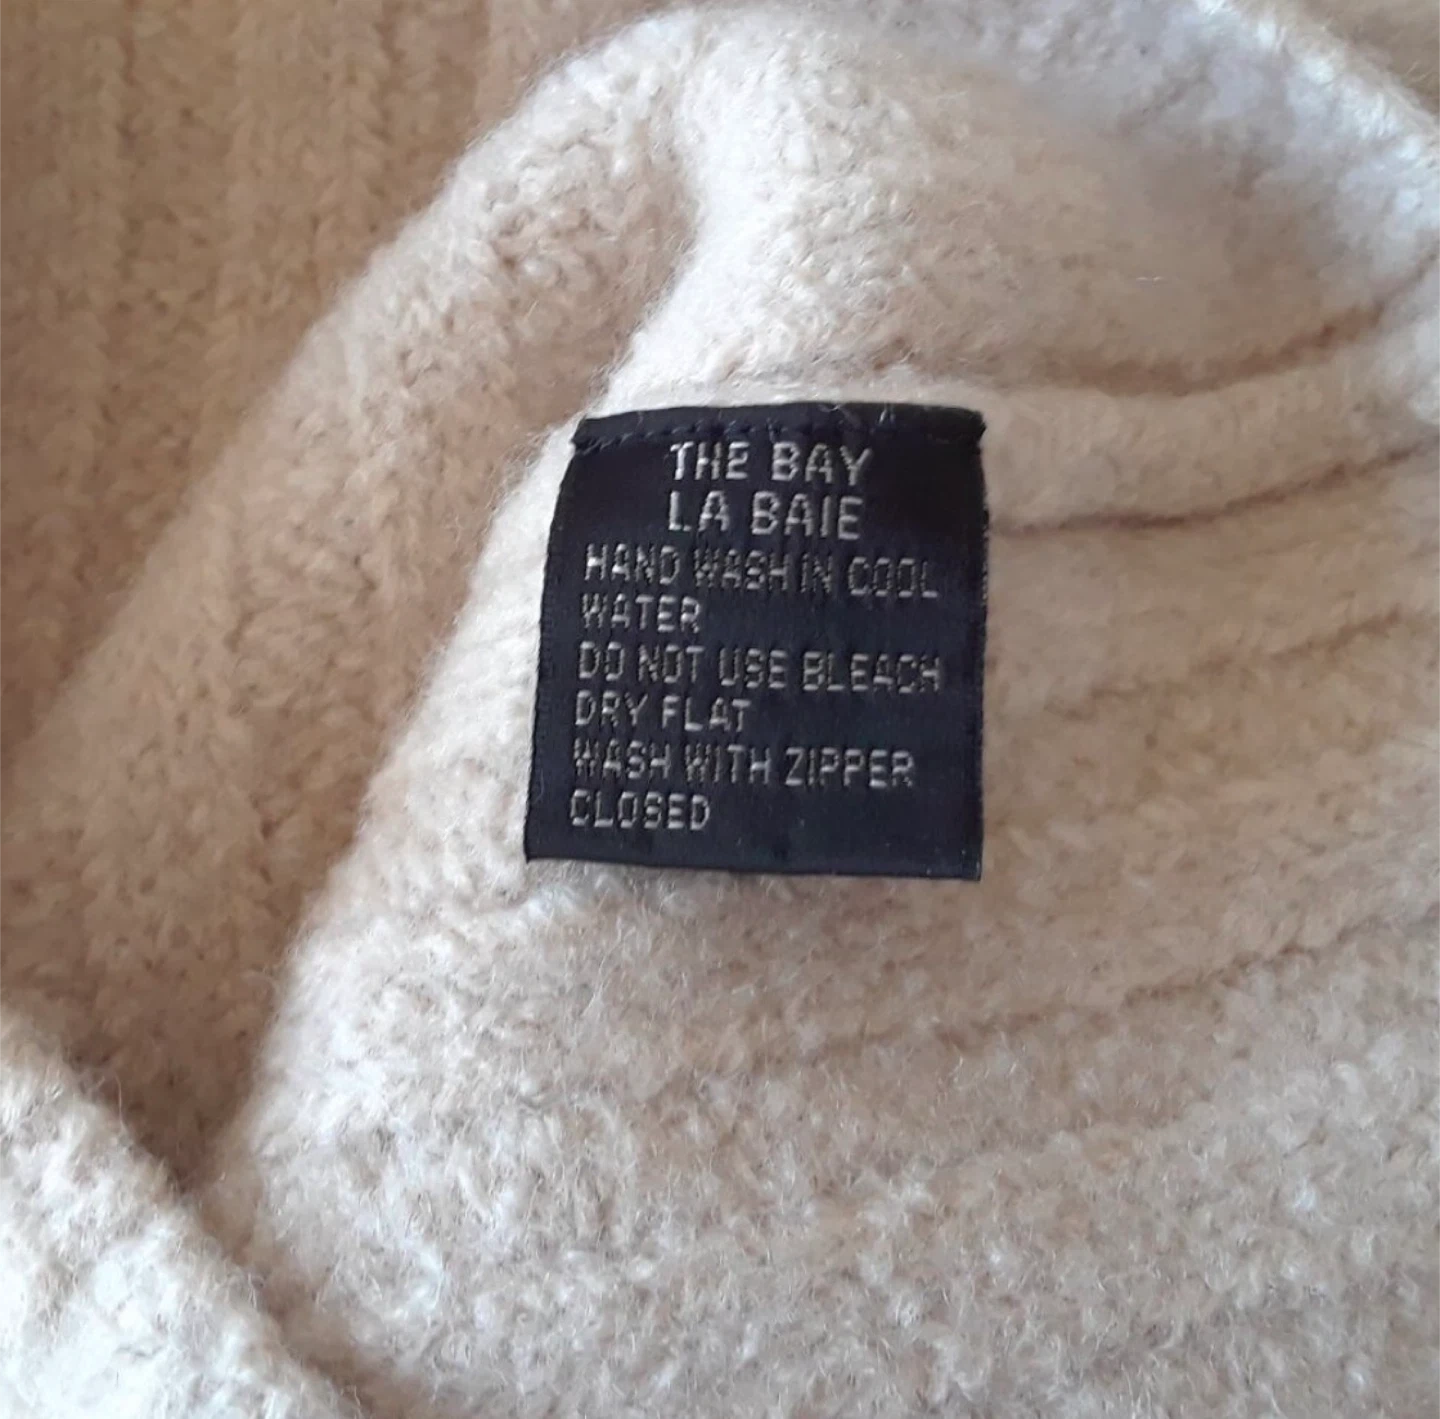 THE BAY
LA BAIE
HAND WASH IN COOL
WATER
DO NOT USE BLEACH
DRY FLAT
WASH WITH ZIPPER
CLOSED